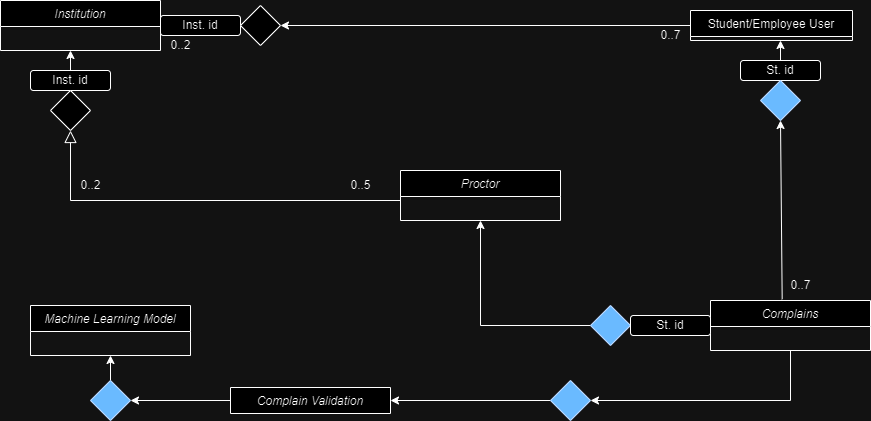 Institution
Inst. id
0..2
0..7
Student/Employee User
Inst. id
St. id
0..2
0..5
Proctor
0..7
Complains
St. id
Machine Learning Model
Complain Validation